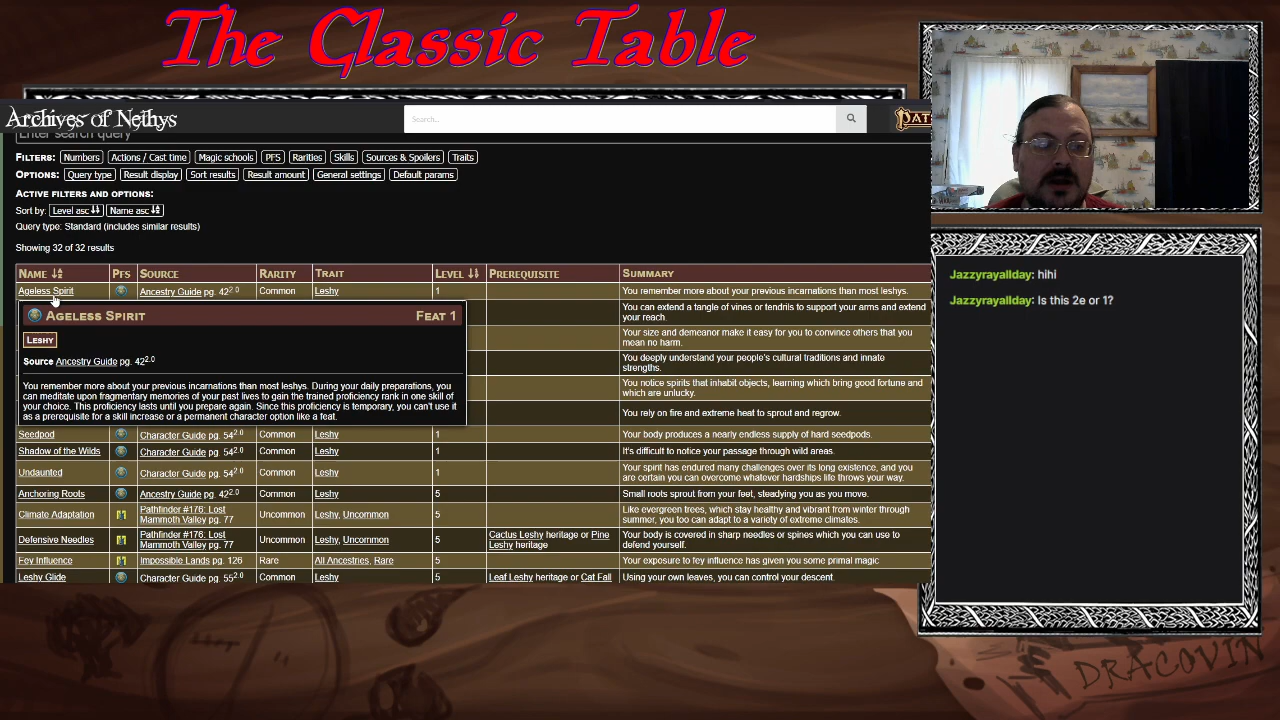 The Classic Table
Archives of Nethys
Search...
Enter search query
FILTERS: Numbers Actions / Cast time Magic schools PFS Rarities Skills Sources & Spoilers Traits
OPTIONS: Query type Result display Sort results Result amount General settings Default params
ACTIVE FILTERS AND OPTIONS:
Sort by: Level asc Name asc
Query type: Standard (includes similar results)
Showing 32 of 32 results
NAME PFS SOURCE RARITY TRAIT LEVEL PREREQUISITE SUMMARY
Ageless Spirit Ancestry Guide pg. 42 2.0 Common Leshy 1 You remember more about your previous incarnations than most leshys.
You can extend a tangle of vines or tendrils to support your arms and extend
your reach.
Your size and demeanor make it easy for you to convince others that you
mean no harm.
You deeply understand your people's cultural traditions and innate
strengths.
You notice spirits that inhabit objects, learning which bring good fortune and
which are unlucky.
You rely on fire and extreme heat to sprout and regrow.
AGELESS SPIRIT FEAT 1
LESHY
Source Ancestry Guide pg. 42 2.0
You remember more about your previous incarnations than most leshys. During your daily preparations, you
can meditate upon fragmentary memories of your past lives to gain the trained proficiency rank in one skill of
your choice. This proficiency lasts until you prepare again. Since this proficiency is temporary, you can't use it
as a prerequisite for a skill increase or a permanent character option like a feat.
Seedpod Character Guide pg. 54 2.0 Common Leshy 1 Your body produces a nearly endless supply of hard seedpods.
Shadow of the Wilds Character Guide pg. 54 2.0 Common Leshy 1 It's difficult to notice your passage through wild areas.
Undaunted Character Guide pg. 54 2.0 Common Leshy 1 Your spirit has endured many challenges over its long existence, and you
are certain you can overcome whatever hardships life throws your way.
Anchoring Roots Ancestry Guide pg. 42 2.0 Common Leshy 5 Small roots sprout from your feet, steadying you as you move.
Climate Adaptation Pathfinder #176: Lost
Mammoth Valley pg. 77 Uncommon Leshy, Uncommon 5 Like evergreen trees, which stay healthy and vibrant from winter through
summer, you too can adapt to a variety of extreme climates.
Defensive Needles Pathfinder #176: Lost
Mammoth Valley pg. 77 Uncommon Leshy, Uncommon 5 Cactus Leshy heritage or Pine
Leshy heritage Your body is covered in sharp needles or spines which you can use to
defend yourself.
Fey Influence Impossible Lands pg. 126 Rare All Ancestries, Rare 5 Your exposure to fey influence has given you some primal magic
Leshy Glide Character Guide pg. 55 2.0 Common Leshy 5 Leaf Leshy heritage or Cat Fall Using your own leaves, you can control your descent.
Jazzyrayallday: hihi
Jazzyrayallday: Is this 2e or 1?
DRACOVIN